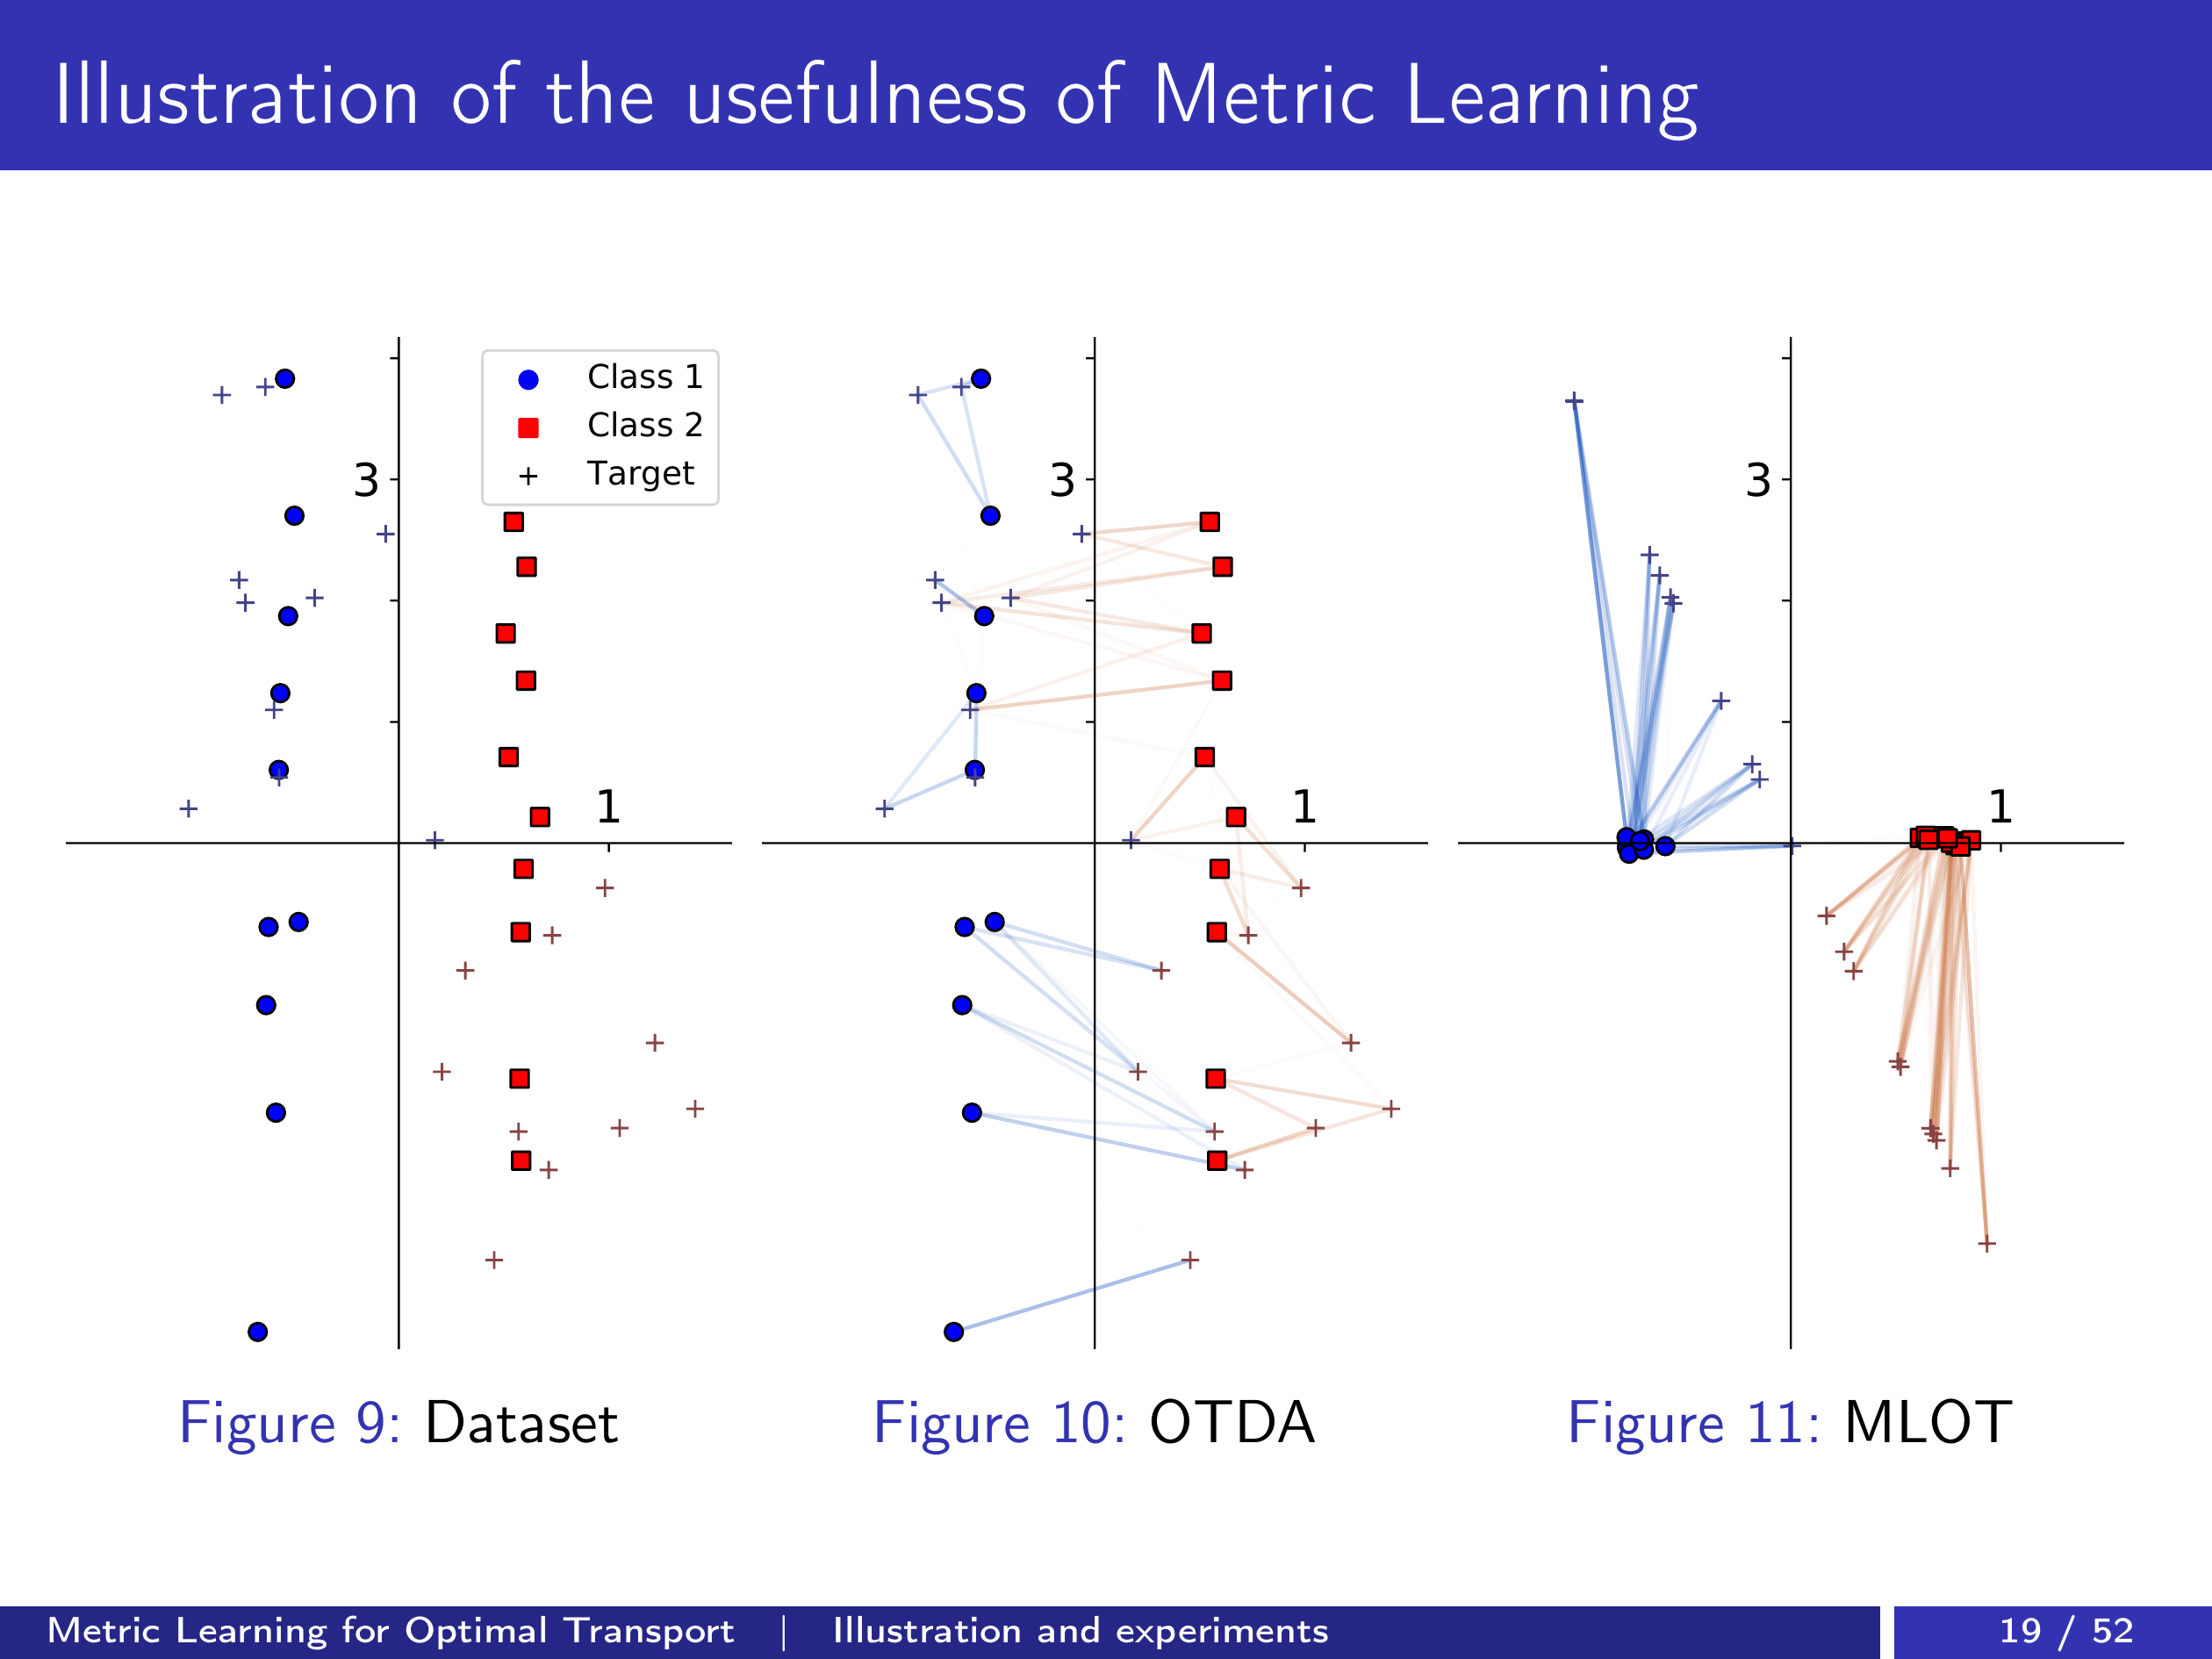 Illustration of the usefulness of Metric Learning
Class 1
Class 2
Target
3
1
3
1
3
1
Figure 9: Dataset
Figure 10: OTDA
Figure 11: MLOT
Metric Learning for Optimal Transport | Illustration and experiments
19 / 52